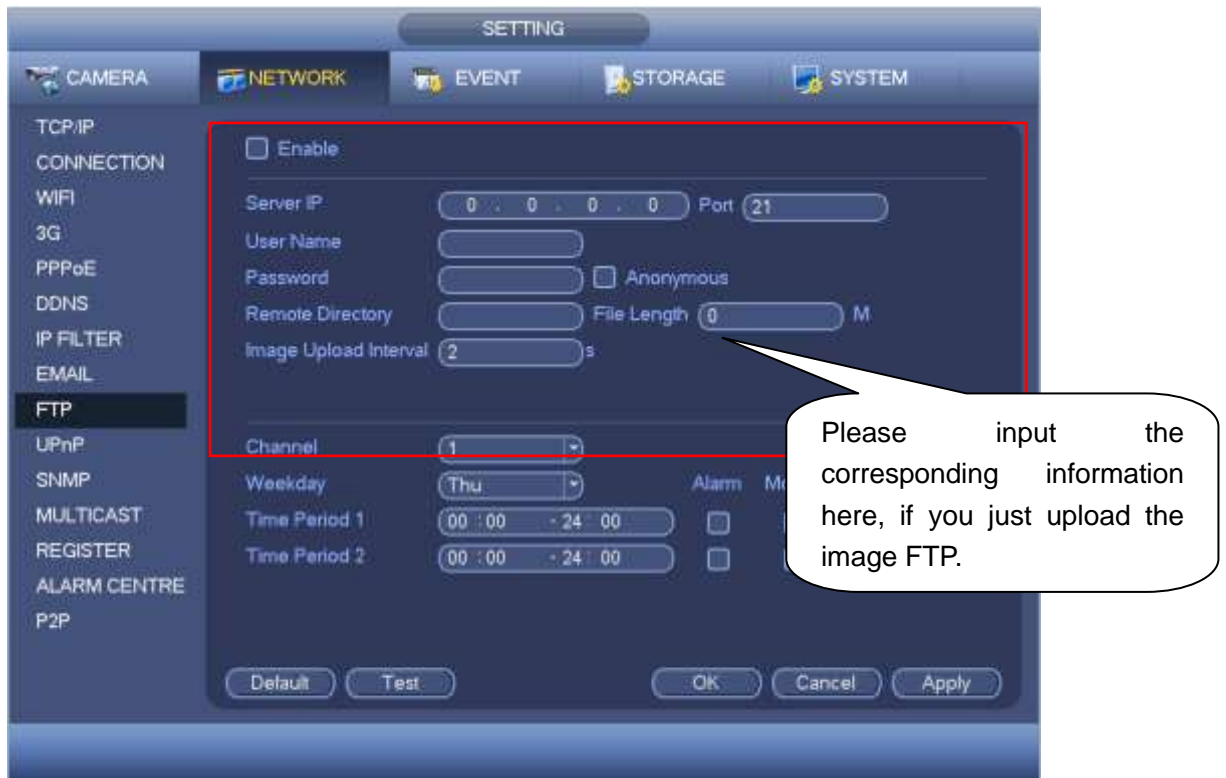 SETTING
CAMERA NETWORK EVENT STORAGE SYSTEM
TCP/IP
CONNECTION
WIFI
3G
PPPoE
DDNS
IP FILTER
EMAIL
FTP
UPnP
SNMP
MULTICAST
REGISTER
ALARM CENTRE
P2P
Enable
Server IP 0 . 0 . 0 . 0 Port 21
User Name
Password Anonymous
Remote Directory File Length 0 M
Image Upload Interval 2 s
Channel 1
Weekday Thu Alarm
Time Period 1 00 :00 - 24 : 00
Time Period 2 00 :00 - 24 : 00
Default Test OK Cancel Apply
Please input the
corresponding information
here, if you just upload the
image FTP.